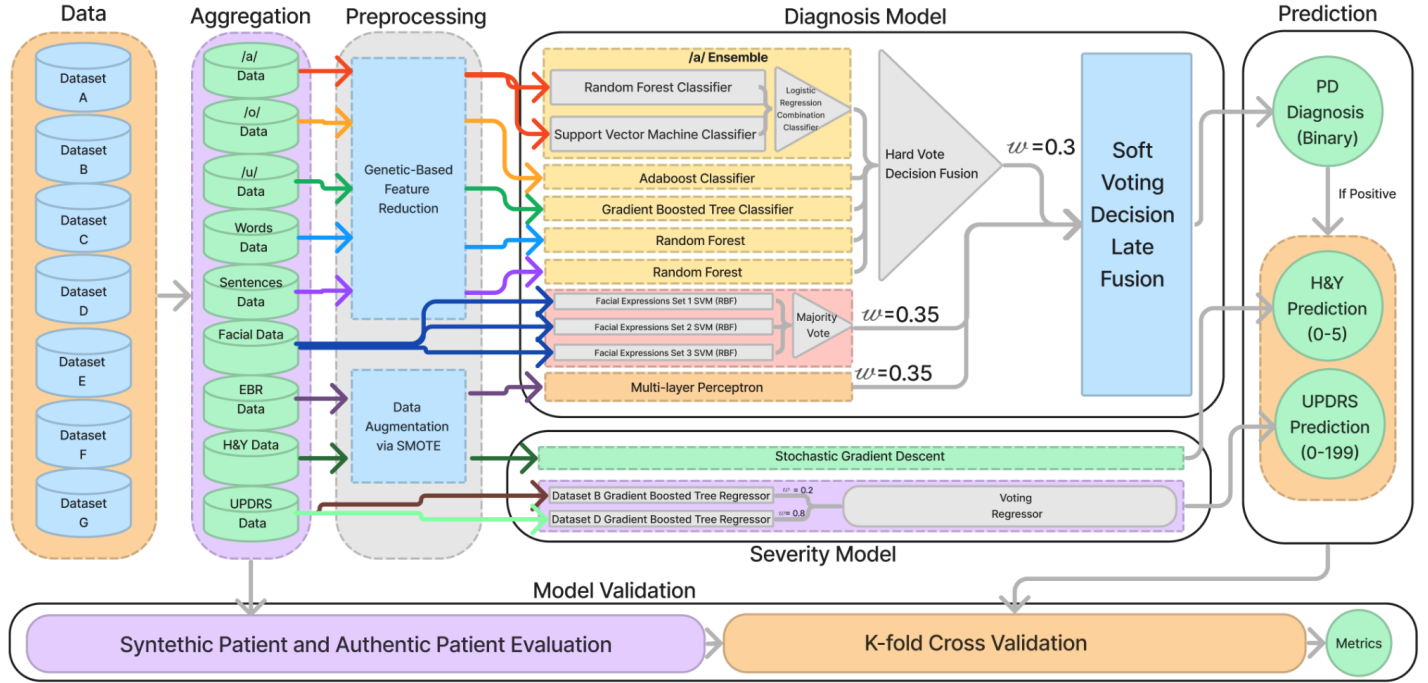 Data
Aggregation
Preprocessing
Diagnosis Model
Prediction
Dataset
A
Dataset
B
Dataset
C
Dataset
D
Dataset
E
Dataset
F
Dataset
G
/a/
Data
/o/
Data
/u/
Data
Words
Data
Sentences
Data
Facial Data
EBR
Data
H&Y Data
UPDRS
Data
Genetic-Based
Feature
Reduction
Data
Augmentation
via SMOTE
/a/ Ensemble
Random Forest Classifier
Support Vector Machine Classifier
Logistic
Regression
Combination
Classifier
Adaboost Classifier
Gradient Boosted Tree Classifier
Random Forest
Random Forest
Facial Expressions Set 1 SVM (RBF)
Facial Expressions Set 2 SVM (RBF)
Facial Expressions Set 3 SVM (RBF)
Majority
Vote
Multi-layer Perceptron
Hard Vote
Decision Fusion
w=0.3
w=0.35
w=0.35
Soft
Voting
Decision
Late
Fusion
Stochastic Gradient Descent
Dataset B Gradient Boosted Tree Regressor
w = 0.2
Dataset D Gradient Boosted Tree Regressor
w=0.8
Voting
Regressor
Severity Model
PD
Diagnosis
(Binary)
If Positive
H&Y
Prediction
(0-5)
UPDRS
Prediction
(0-199)
Model Validation
Syntethic Patient and Authentic Patient Evaluation
K-fold Cross Validation
Metrics